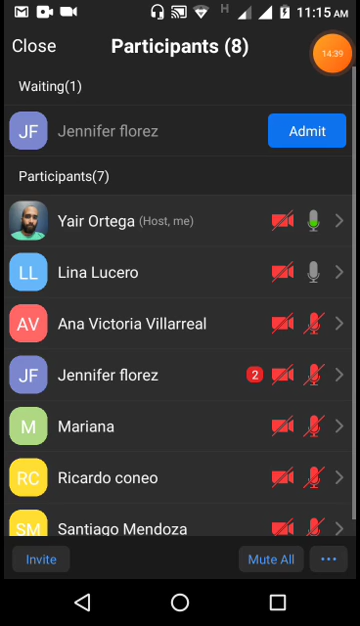 H 11:15 AM
Close Participants (8) 14:39
Waiting(1)
JF Jennifer florez Admit
Participants(7)
Yair Ortega (Host, me)
LL Lina Lucero
AV Ana Victoria Villarreal
JF Jennifer florez 2
M Mariana
RC Ricardo coneo
SM Santiago Mendoza
Invite Mute All ...